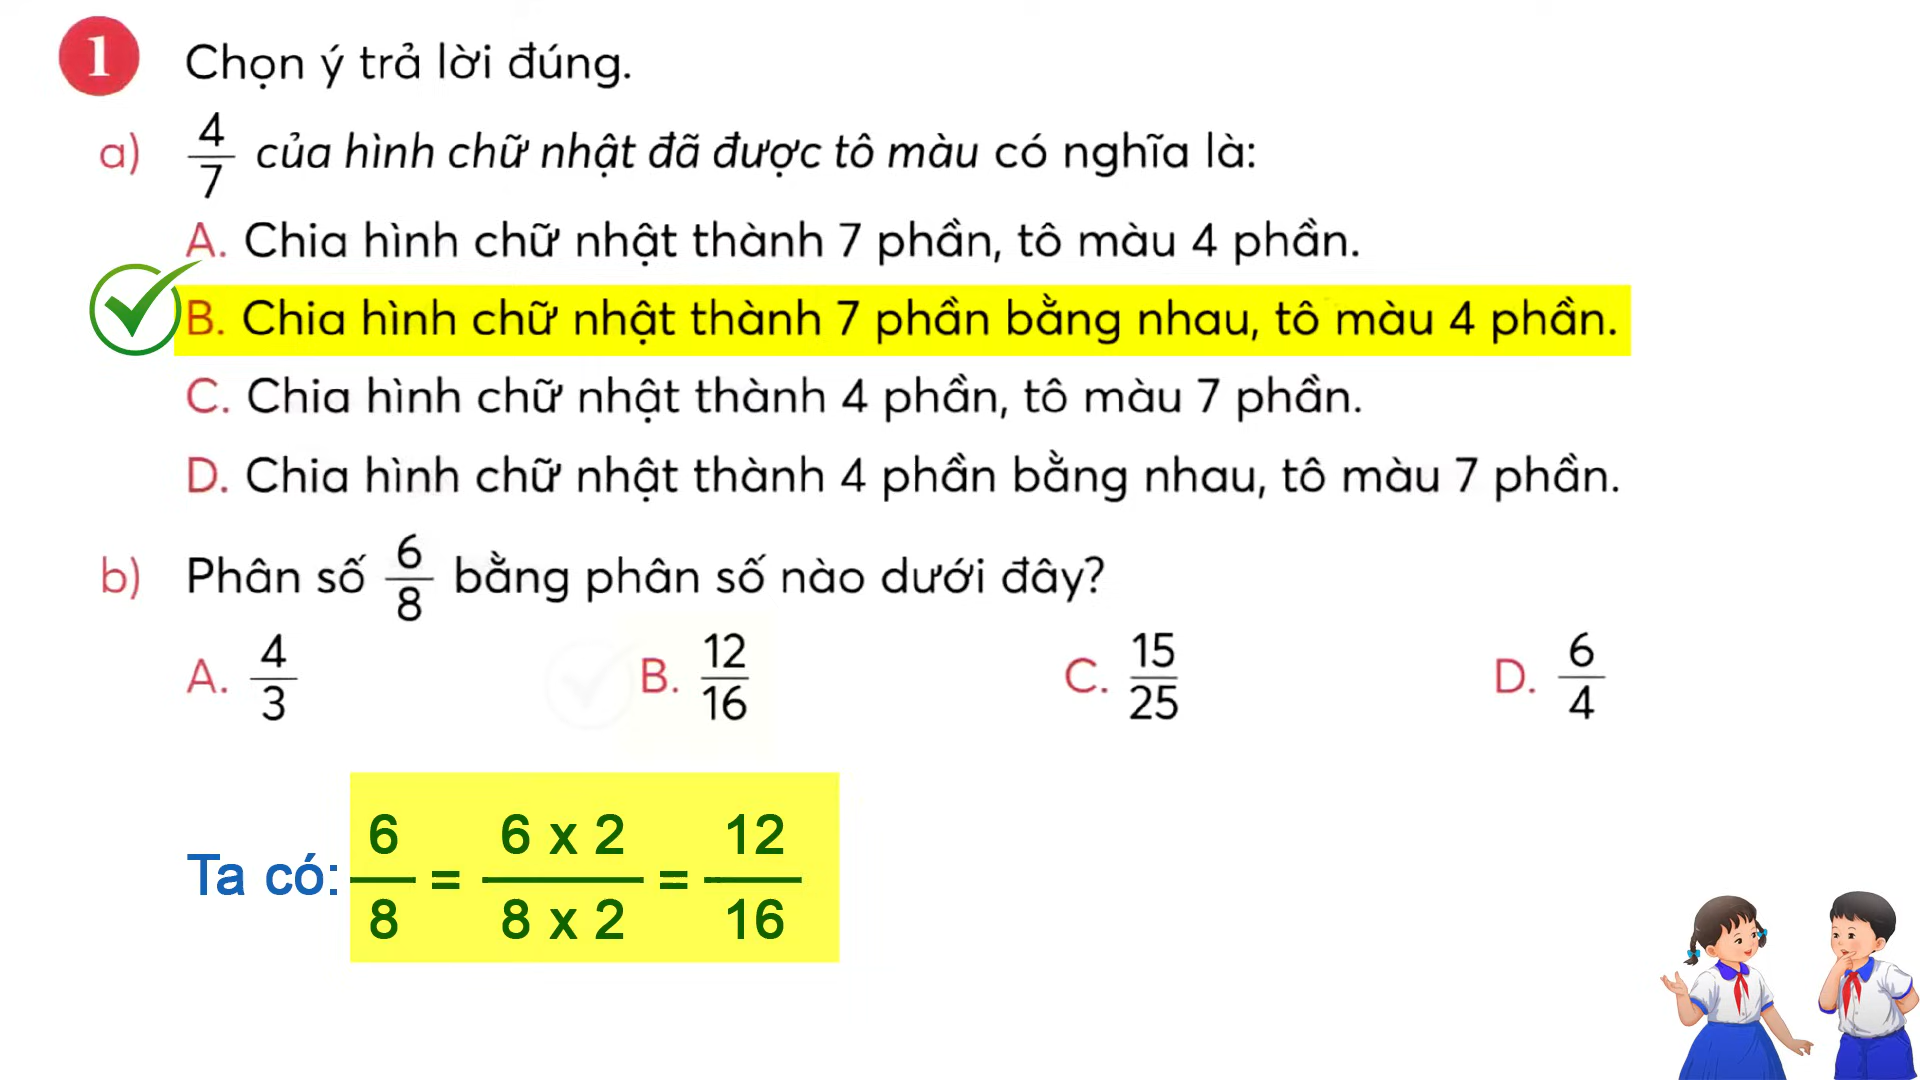 1 Chọn ý trả lời đúng.
a) 4/7 của hình chữ nhật đã được tô màu có nghĩa là:
A. Chia hình chữ nhật thành 7 phần, tô màu 4 phần.
B. Chia hình chữ nhật thành 7 phần bằng nhau, tô màu 4 phần.
C. Chia hình chữ nhật thành 4 phần, tô màu 7 phần.
D. Chia hình chữ nhật thành 4 phần bằng nhau, tô màu 7 phần.
b) Phân số 6/8 bằng phân số nào dưới đây?
A. 4/3 B. 12/16 C. 15/25 D. 6/4
Ta có: 6/8 = 6 x 2/8 x 2 = 12/16